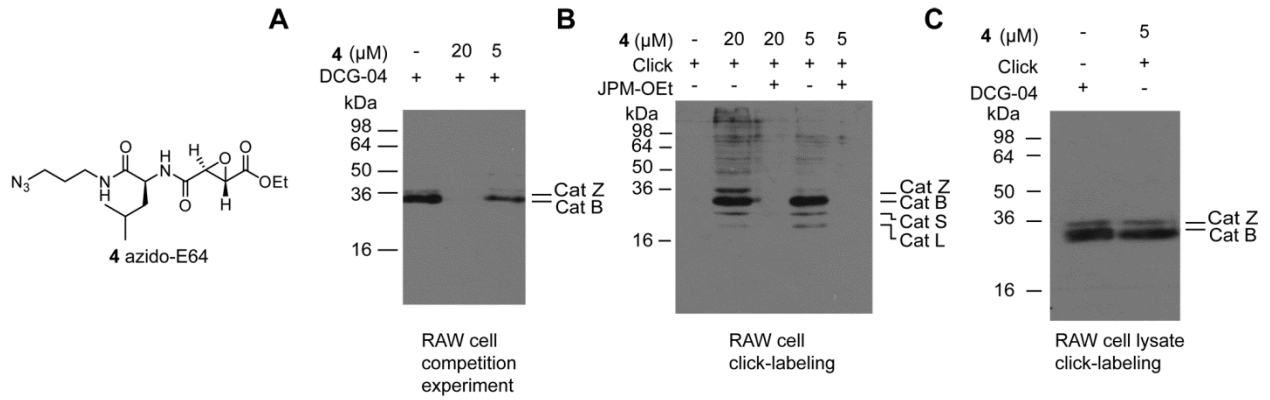 A
4 (µM) - 20 5
DCG-04 + + +
kDa
98
64
50
36
16
Cat Z
Cat B
RAW cell
competition
experiment
B
4 (µM) - 20 20 5 5
Click + + + + +
JPM-OEt - - + - +
kDa
98
64
50
36
16
Cat Z
Cat B
Cat S
Cat L
RAW cell
click-labeling
C
4 (µM) - 5
Click - +
DCG-04 + -
kDa
98
64
50
36
16
Cat Z
Cat B
RAW cell lysate
click-labeling
N3
N
H
O
H
N
O
H
O
H
O
OEt
4 azido-E64